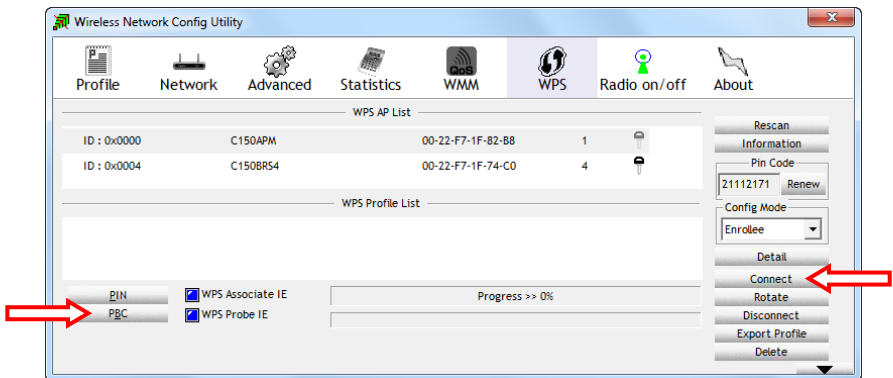 Wireless Network Config Utility
Profile Network Advanced Statistics WMM WPS Radio on/off About
QoS
WPS AP List
ID : 0x0000 C150APM 00-22-F7-1F-82-B8 1
ID : 0x0004 C150BRS4 00-22-F7-1F-74-C0 4
WPS Profile List
Rescan
Information
Pin Code
21112171 Renew
Config Mode
Enrollee
Detail
Connect
Rotate
Disconnect
Export Profile
Delete
PIN WPS Associate IE Progress >> 0%
PBC WPS Probe IE